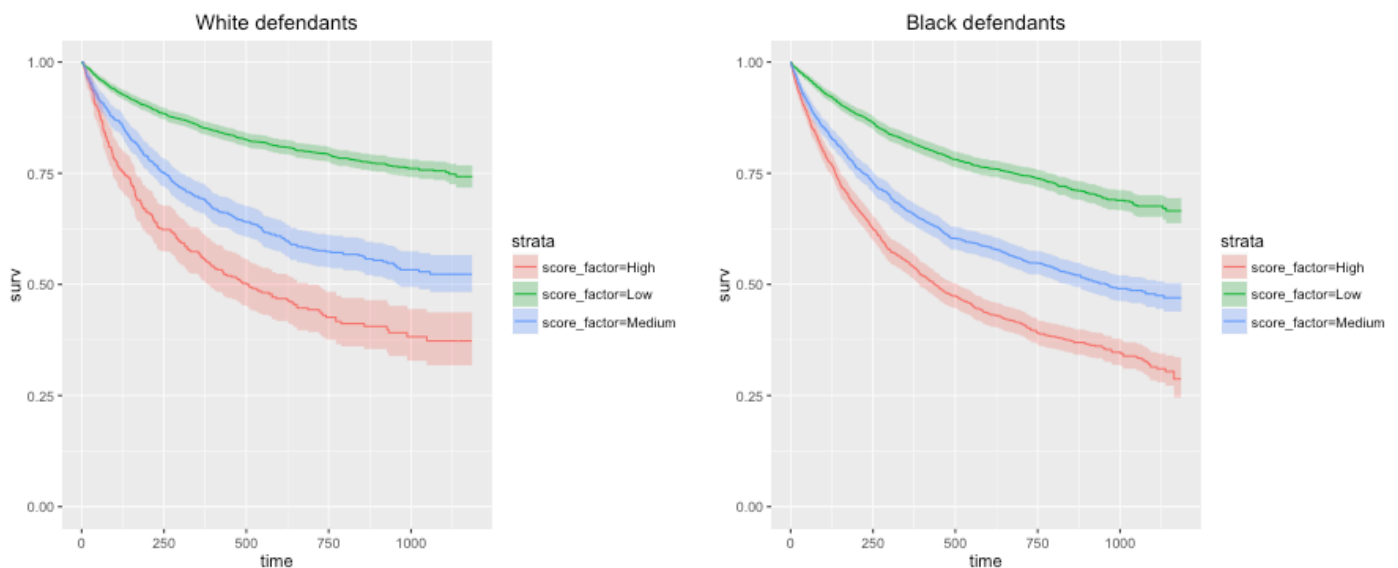 White defendants
1.00
0.75
0.50
0.25
0.00
surv
0 250 500 750 1000
time
strata
score_factor=High
score_factor=Low
score_factor=Medium
Black defendants
1.00
0.75
0.50
0.25
0.00
surv
0 250 500 750 1000
time
strata
score_factor=High
score_factor=Low
score_factor=Medium